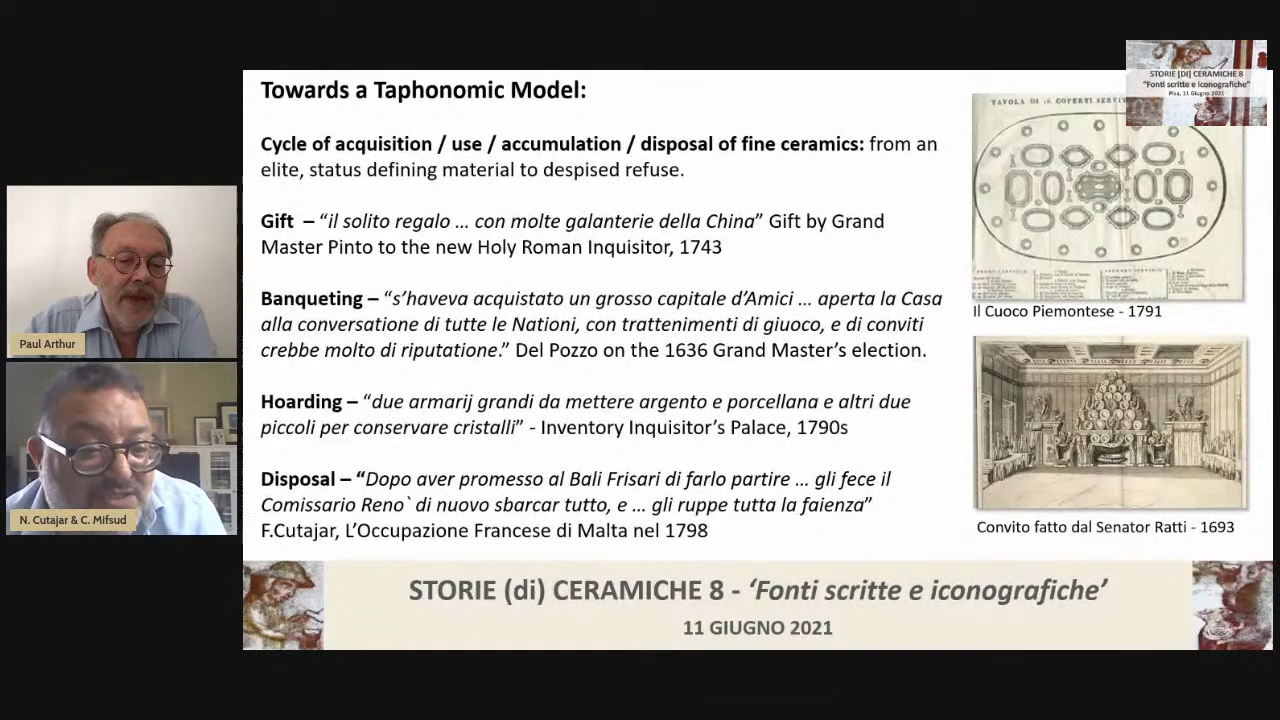 STORIE [DI] CERAMICHE 8
"Fonti scritte e iconografiche"
Pisa, 11 Giugno 2021
Towards a Taphonomic Model:
Cycle of acquisition / use / accumulation / disposal of fine ceramics: from an
elite, status defining material to despised refuse.
Gift – “il solito regalo ... con molte galanterie della China” Gift by Grand
Master Pinto to the new Holy Roman Inquisitor, 1743
Banqueting – “s’haveva acquistato un grosso capitale d’Amici ... aperta la Casa
alla conversatione di tutte le Nationi, con trattenimenti di giuoco, e di conviti
crebbe molto di riputatione.” Del Pozzo on the 1636 Grand Master’s election.
Hoarding – “due armarij grandi da mettere argento e porcellana e altri due
piccoli per conservare cristalli” - Inventory Inquisitor’s Palace, 1790s
Disposal – “Dopo aver promesso al Bali Frisari di farlo partire ... gli fece il
Comissario Reno` di nuovo sbarcar tutto, e ... gli ruppe tutta la faienza”
F.Cutajar, L’Occupazione Francese di Malta nel 1798
TAVOLA DI 16 COPERTI
Il Cuoco Piemontese - 1791
Convito fatto dal Senator Ratti - 1693
Paul Arthur
N. Cutajar & C. Mifsud
STORIE (di) CERAMICHE 8 - ‘Fonti scritte e iconografiche’
11 GIUGNO 2021